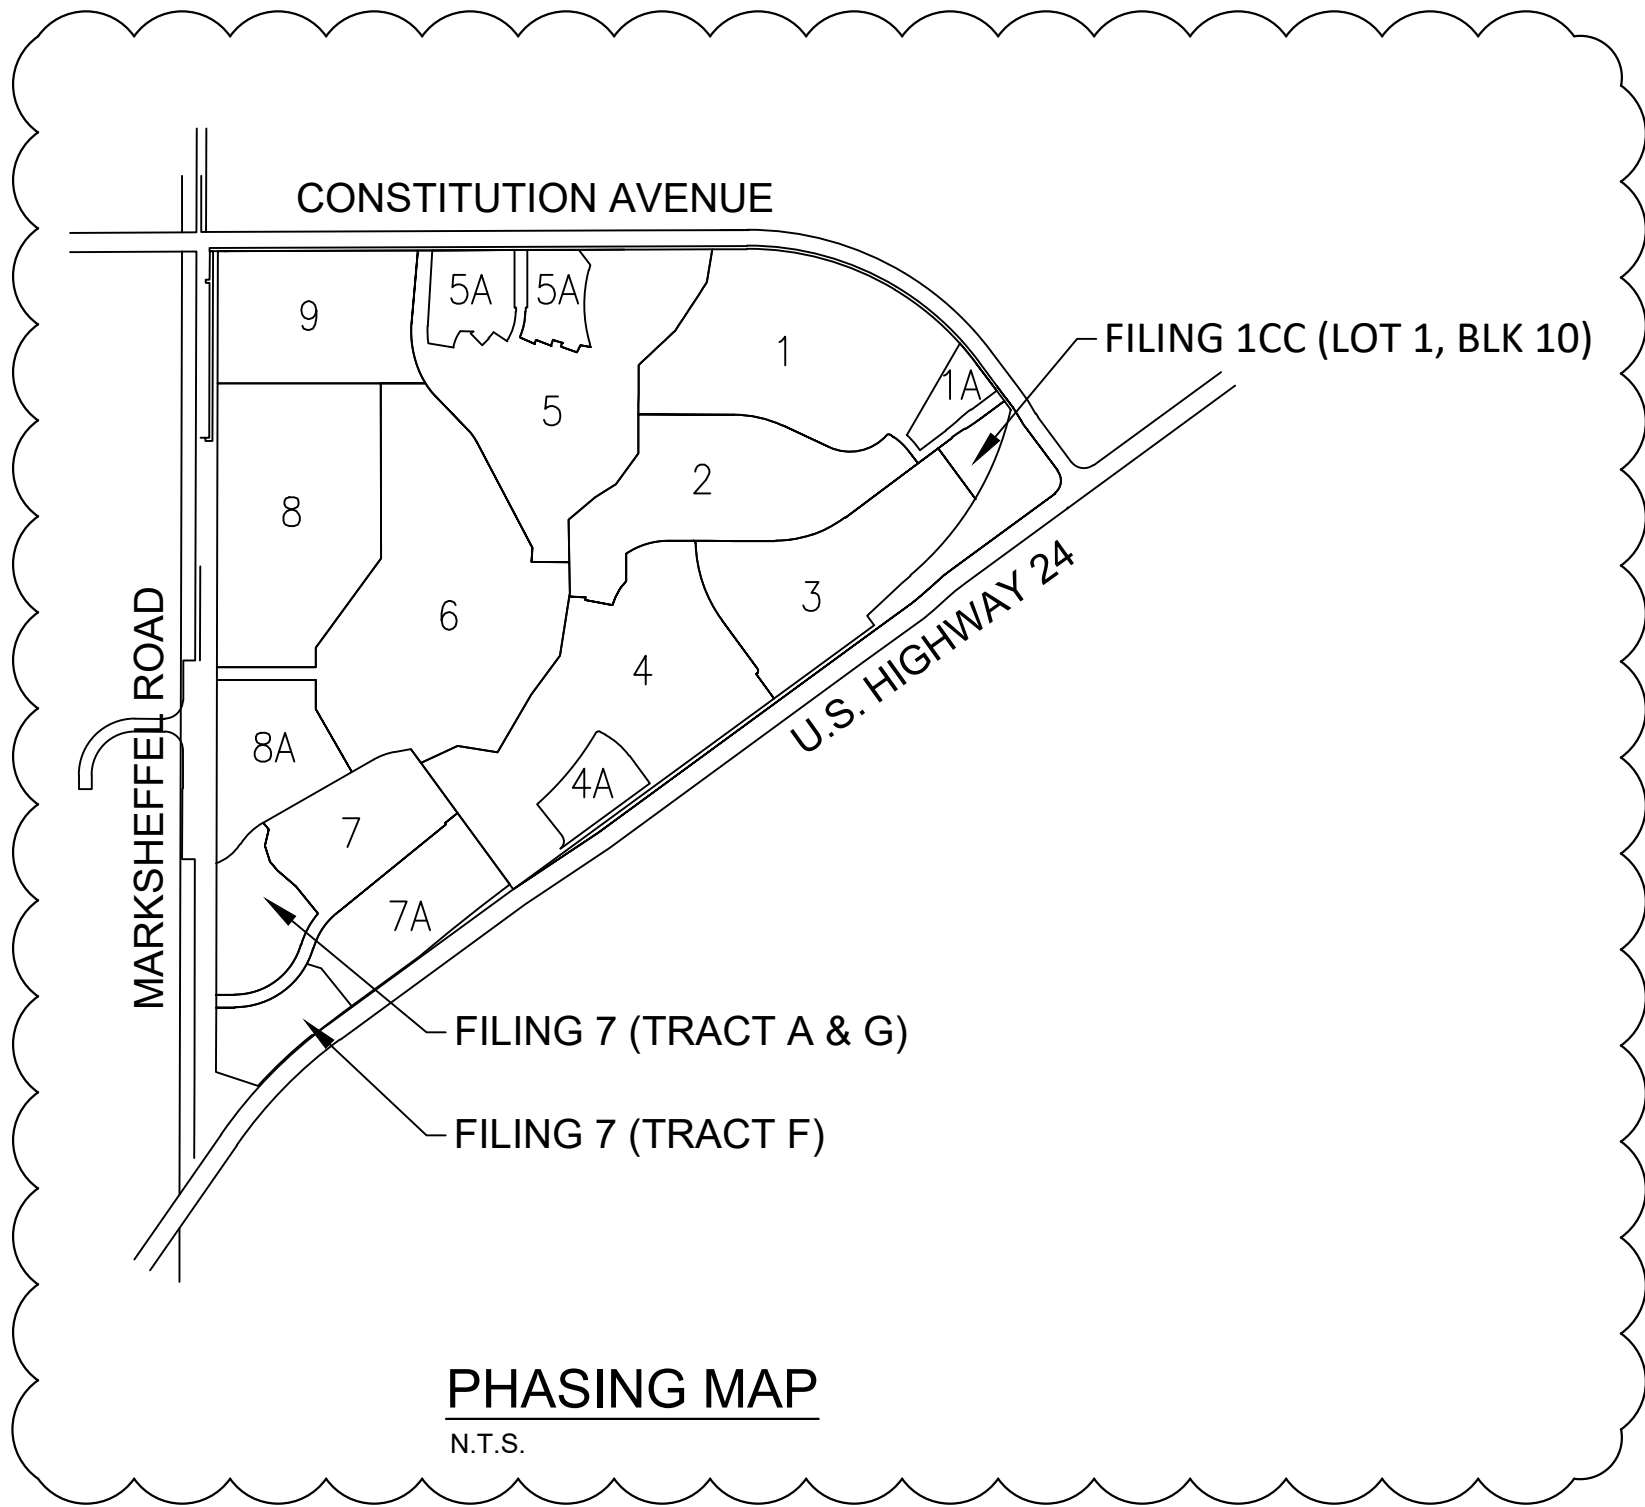 CONSTITUTION AVENUE
5A
5A
9
1
FILING 1CC (LOT 1, BLK 10)
1A
5
2
8
3
6
U.S. HIGHWAY 24
4
MARKSHEFFEL ROAD
8A
4A
7
7A
FILING 7 (TRACT A & G)
FILING 7 (TRACT F)
PHASING MAP
N.T.S.